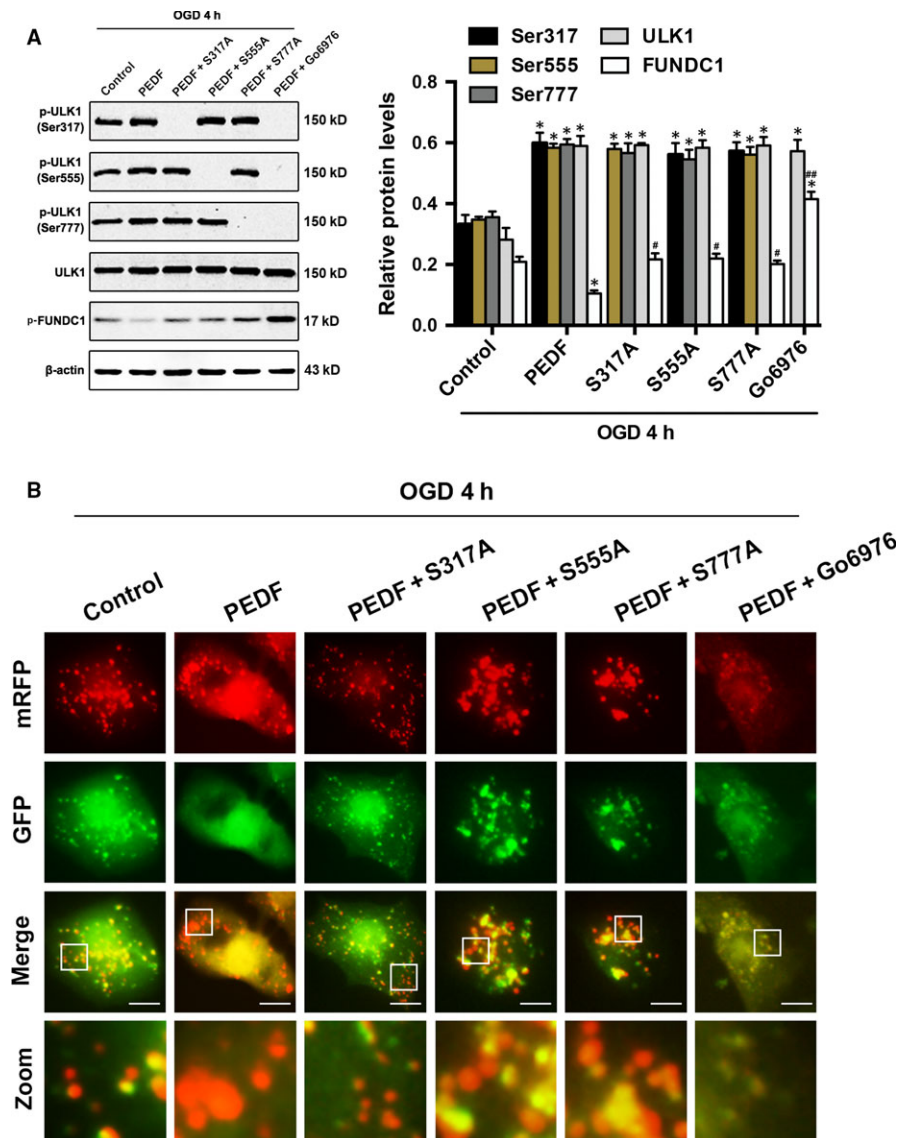 A
OGD 4 h
Control
PEDF
PEDF + S317A
PEDF + S555A
PEDF + S777A
PEDF + Go6976
p-ULK1
(Ser317)
150 kD
p-ULK1
(Ser555)
150 kD
p-ULK1
(Ser777)
150 kD
ULK1
150 kD
p-FUNDC1
17 kD
β-actin
43 kD
Ser317
ULK1
Ser555
FUNDC1
Ser777
Relative protein levels
0.8
0.6
0.4
0.2
0.0
* * * *
*
* * *
#
* * *
#
* * *
#
##
*
Control
PEDF
S317A
S555A
S777A
Go6976
OGD 4 h
B
OGD 4 h
Control
PEDF
PEDF + S317A
PEDF + S555A
PEDF + S777A
PEDF + Go6976
mRFP
GFP
Merge
Zoom